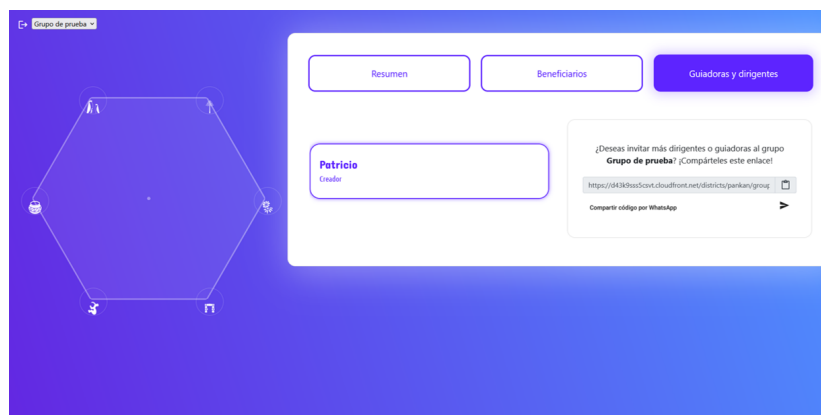 Grupo de prueba
Resumen
Beneficiarios
Guiadoras y dirigentes
Patricio
Creador
¿Deseas invitar más dirigentes o guiadoras al grupo
Grupo de prueba? ¡Compárteles este enlace!
https://d43k9sss5csvt.cloudfront.net/districts/pankan/group
Compartir código por WhatsApp